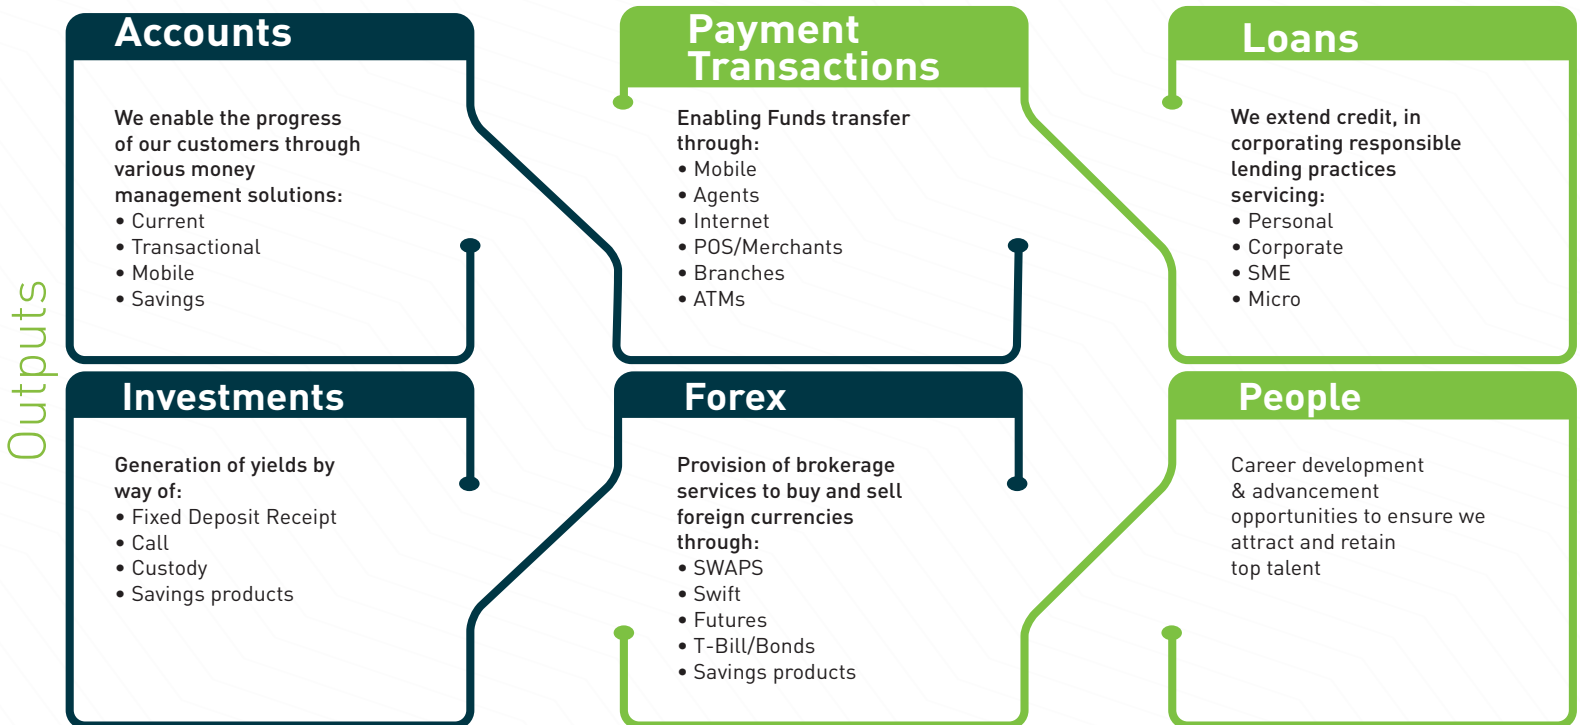 Outputs
Accounts
We enable the progress
of our customers through
various money
management solutions:
• Current
• Transactional
• Mobile
• Savings
Payment
Transactions
Enabling Funds transfer
through:
• Mobile
• Agents
• Internet
• POS/Merchants
• Branches
• ATMs
Loans
We extend credit, in
corporating responsible
lending practices
servicing:
• Personal
• Corporate
• SME
• Micro
Investments
Generation of yields by
way of:
• Fixed Deposit Receipt
• Call
• Custody
• Savings products
Forex
Provision of brokerage
services to buy and sell
foreign currencies
through:
• SWAPS
• Swift
• Futures
• T-Bill/Bonds
• Savings products
People
Career development
& advancement
opportunities to ensure we
attract and retain
top talent